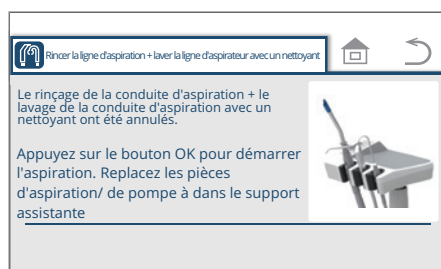 Rincer la ligne d'aspiration + laver la ligne d'aspirateur avec un nettoyant
Le rinçage de la conduite d'aspiration + le
lavage de la conduite d'aspiration avec un
nettoyant ont été annulés.
Appuyez sur le bouton OK pour démarrer
l'aspiration. Replacez les pièces
d'aspiration/ de pompe à dans le support
assistante